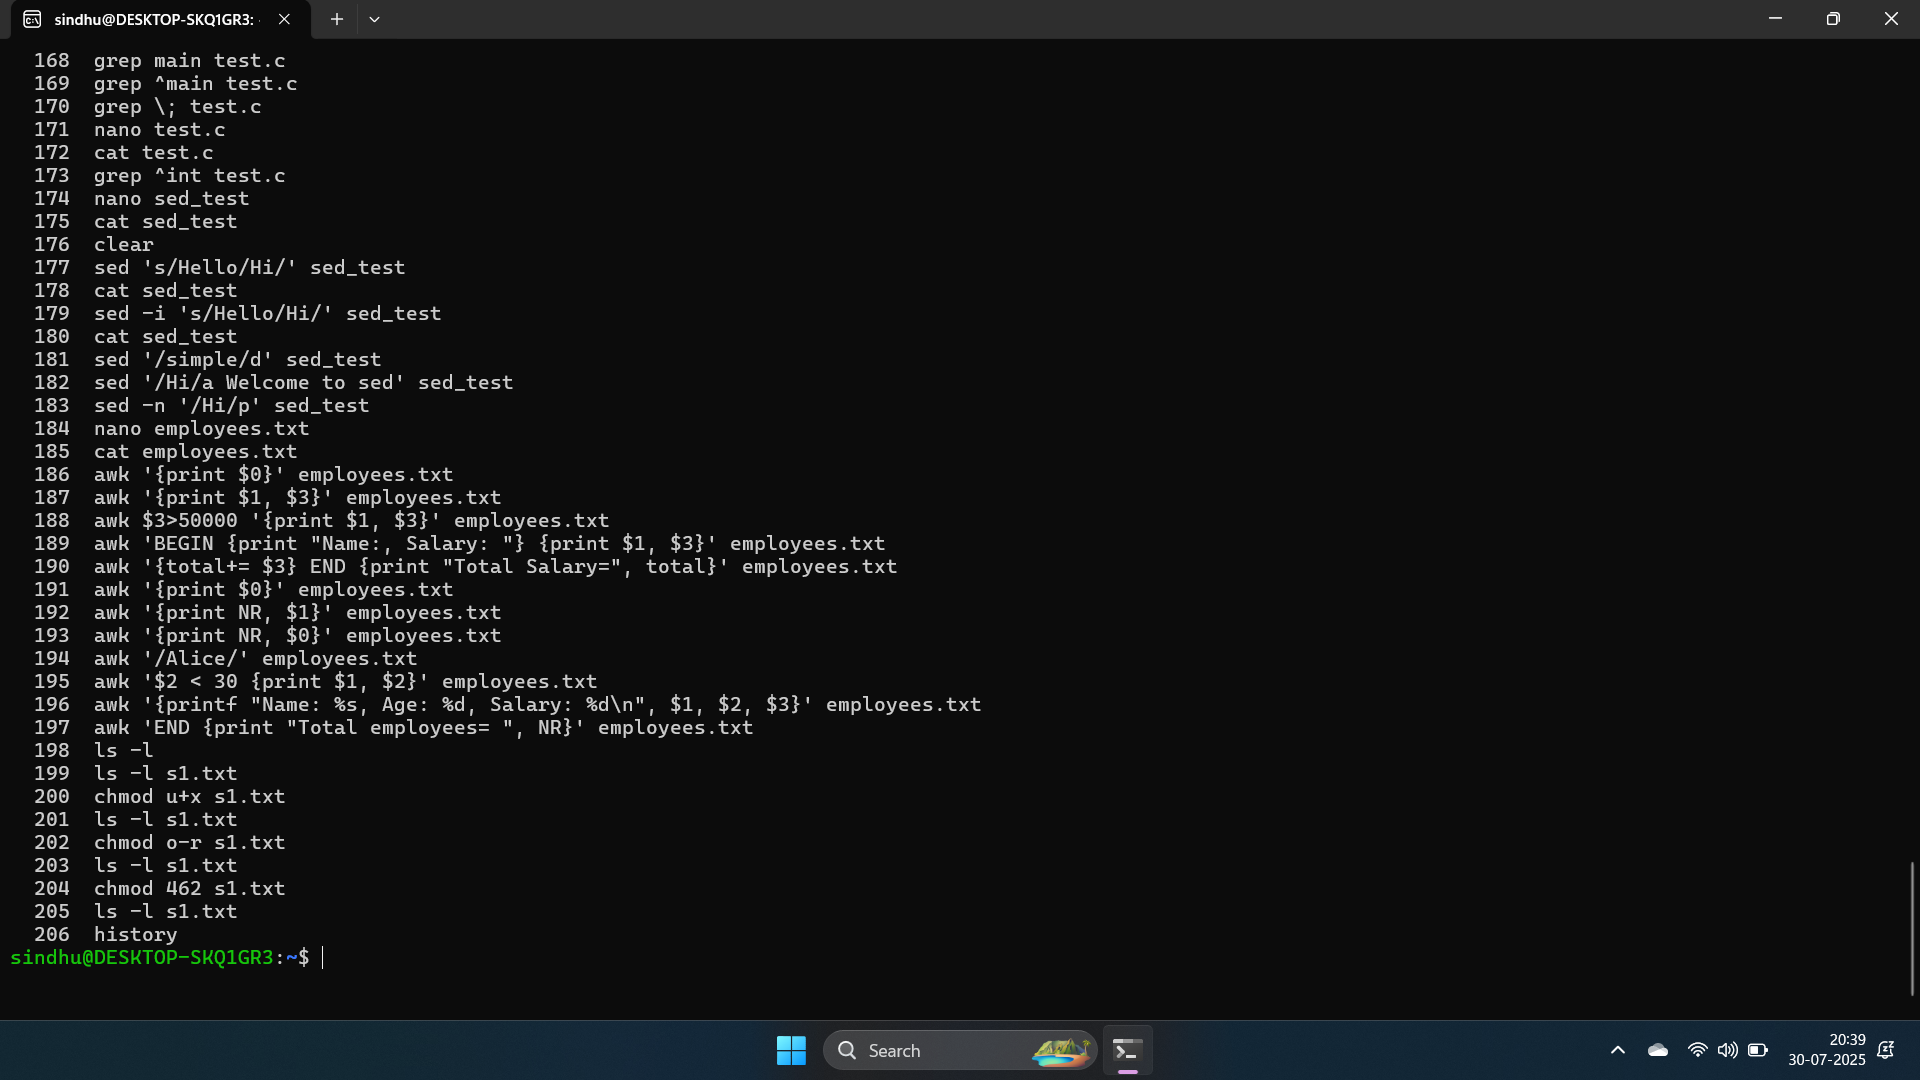 sindhu@DESKTOP-SKQ1GR3:
168  grep main test.c
169  grep ^main test.c
170  grep \; test.c
171  nano test.c
172  cat test.c
173  grep ^int test.c
174  nano sed_test
175  cat sed_test
176  clear
177  sed 's/Hello/Hi/' sed_test
178  cat sed_test
179  sed -i 's/Hello/Hi/' sed_test
180  cat sed_test
181  sed '/simple/d' sed_test
182  sed '/Hi/a Welcome to sed' sed_test
183  sed -n '/Hi/p' sed_test
184  nano employees.txt
185  cat employees.txt
186  awk '{print $0}' employees.txt
187  awk '{print $1, $3}' employees.txt
188  awk $3>50000 '{print $1, $3}' employees.txt
189  awk 'BEGIN {print "Name:, Salary: "} {print $1, $3}' employees.txt
190  awk '{total+= $3} END {print "Total Salary=", total}' employees.txt
191  awk '{print $0}' employees.txt
192  awk '{print NR, $1}' employees.txt
193  awk '{print NR, $0}' employees.txt
194  awk '/Alice/' employees.txt
195  awk '$2 < 30 {print $1, $2}' employees.txt
196  awk '{printf "Name: %s, Age: %d, Salary: %d\n", $1, $2, $3}' employees.txt
197  awk 'END {print "Total employees= ", NR}' employees.txt
198  ls -l
199  ls -l s1.txt
200  chmod u+x s1.txt
201  ls -l s1.txt
202  chmod o-r s1.txt
203  ls -l s1.txt
204  chmod 462 s1.txt
205  ls -l s1.txt
206  history
sindhu@DESKTOP-SKQ1GR3:~$
Search
20:39
30-07-2025